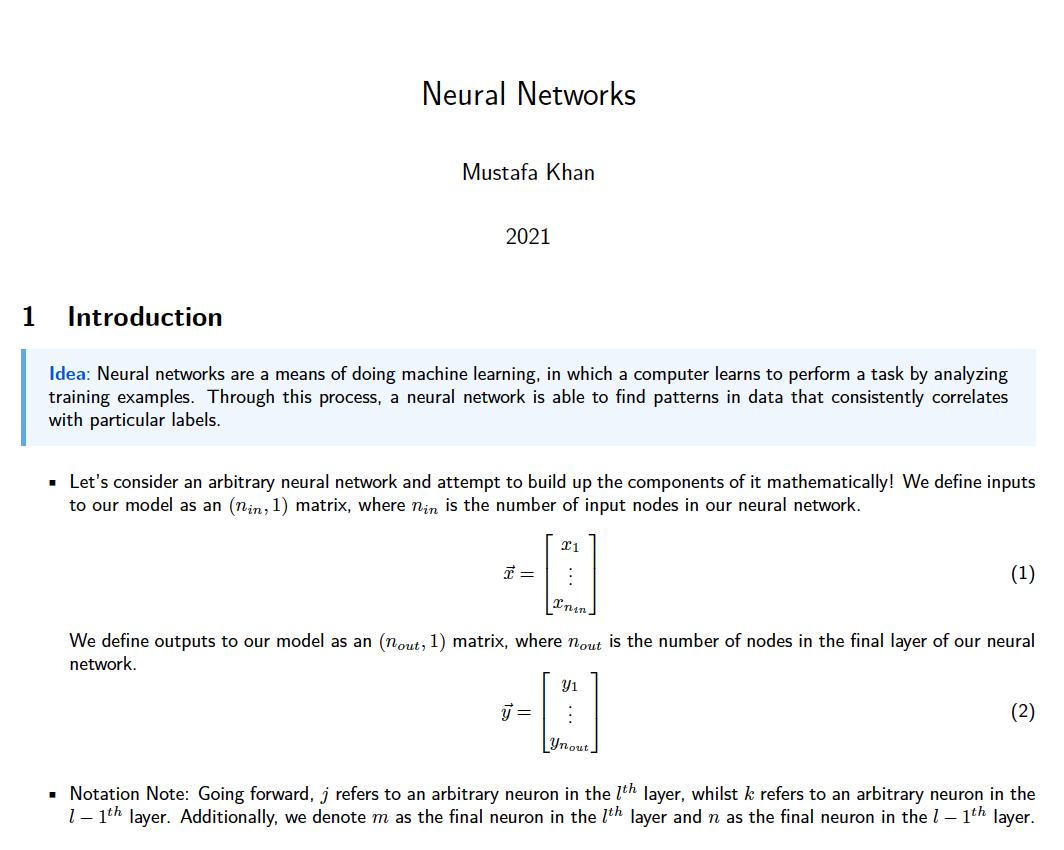 Neural Networks
Mustafa Khan
2021
1 Introduction
Idea: Neural networks are a means of doing machine learning, in which a computer learns to perform a task by analyzing
training examples. Through this process, a neural network is able to find patterns in data that consistently correlates
with particular labels.
▪ Let's consider an arbitrary neural network and attempt to build up the components of it mathematically! We define inputs
to our model as an $(n_{in}, 1)$ matrix, where $n_{in}$ is the number of input nodes in our neural network.
$\vec{x} = \begin{bmatrix} x_1 \\ \vdots \\ x_{n_{in}} \end{bmatrix}$ (1)
We define outputs to our model as an $(n_{out}, 1)$ matrix, where $n_{out}$ is the number of nodes in the final layer of our neural
network.
$\vec{y} = \begin{bmatrix} y_1 \\ \vdots \\ y_{n_{out}} \end{bmatrix}$ (2)
▪ Notation Note: Going forward, $j$ refers to an arbitrary neuron in the $l^{th}$ layer, whilst $k$ refers to an arbitrary neuron in the
$l - 1^{th}$ layer. Additionally, we denote $m$ as the final neuron in the $l^{th}$ layer and $n$ as the final neuron in the $l - 1^{th}$ layer.